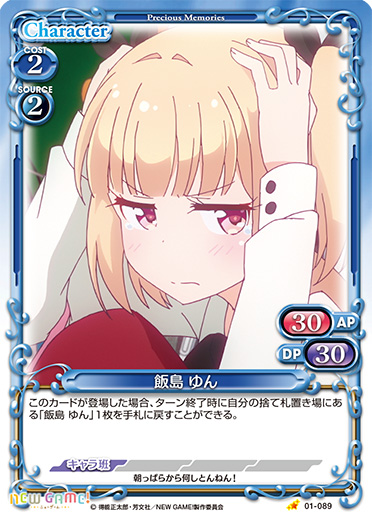 Precious Memories
Character
COST
2
SOURCE
2
30 AP
DP 30
飯島 ゆん
このカードが登場した場合、ターン終了時に自分の捨て札置き場にあ
る「飯島 ゆん」1枚を手札に戻すことができる。
キャラ班
朝っぱらから何しとんねん!
NEW GAME!
01-089
© 得能正太郎・芳文社/NEW GAME!製作委員会